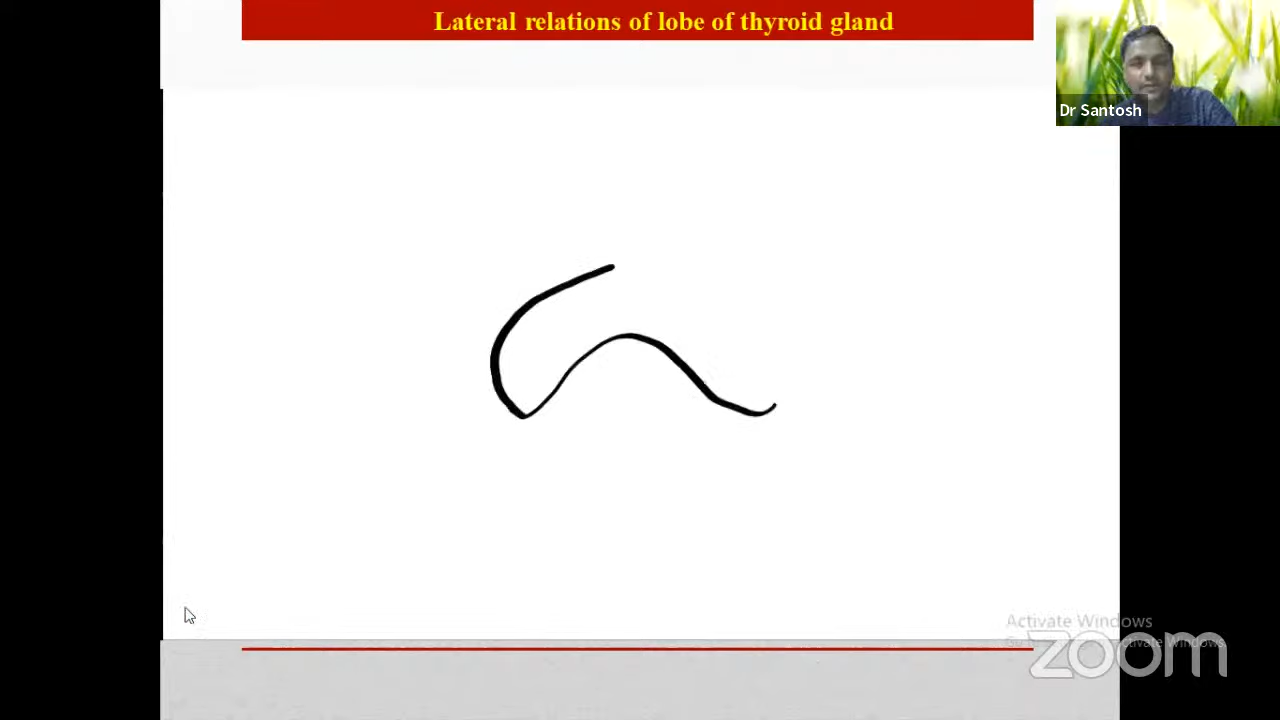 Lateral relations of lobe of thyroid gland
Dr Santosh
Activate Windows
zoom